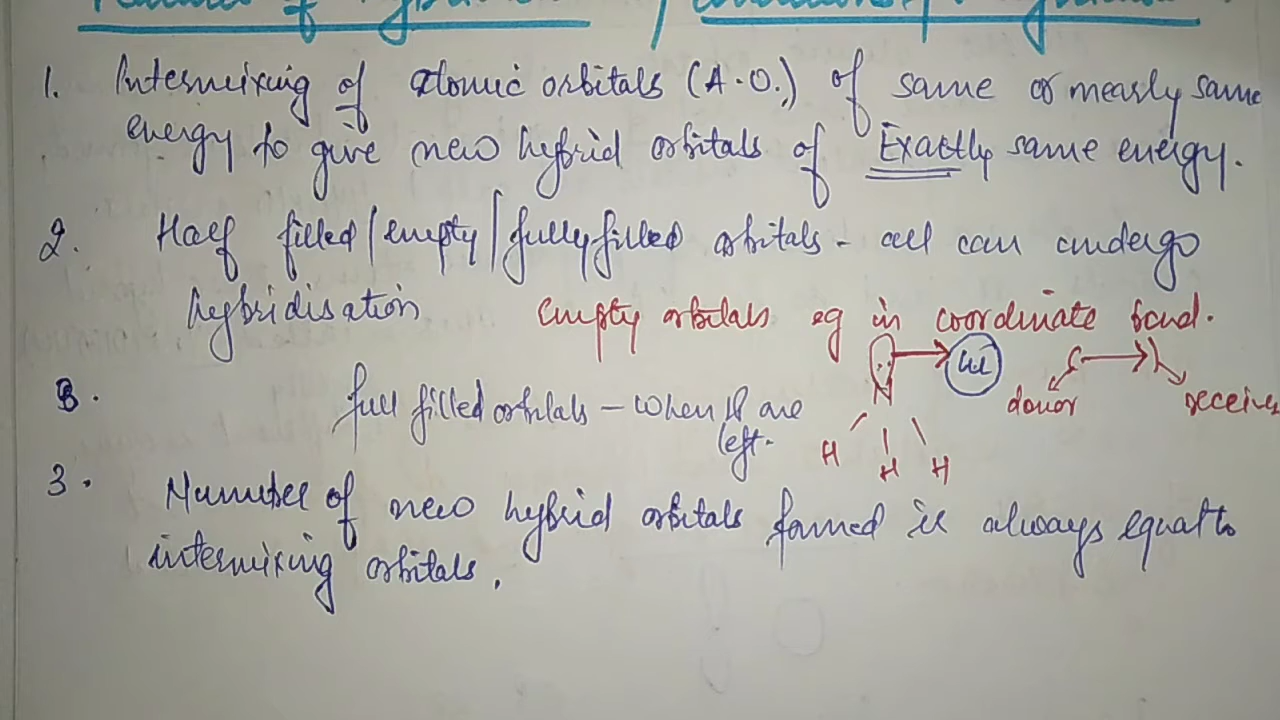 of
1. Intermixing of atomic orbitals (A.O.) of same or nearly same
energy to give new hybrid orbitals of Exactly same energy.
2. Half filled/empty/fully filled orbitals - all can undergo
hybridisation empty orbitals eg in coordinate bond.
donor receiver
3. full filled orbitals - when are
left.
N
H H H
3. Number of new hybrid orbitals formed is always equal to
intermixing orbitals.